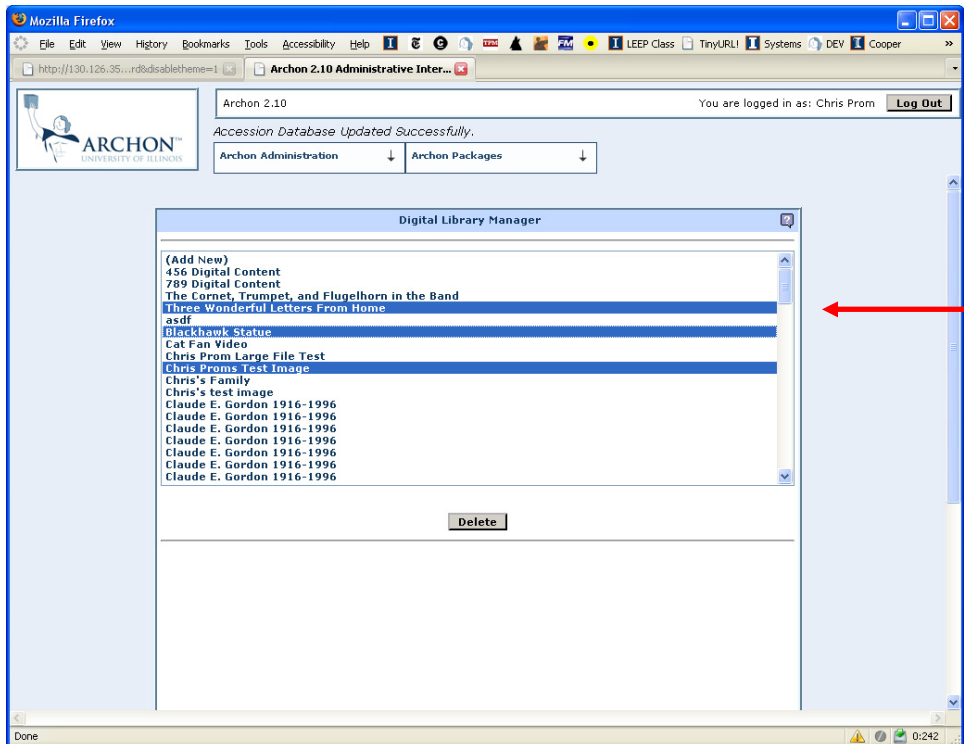 Mozilla Firefox
File Edit View History Bookmarks Tools Accessibility Help LEEP Class TinyURL! Systems DEV Cooper »
http://130.126.35...rd&disabletheme=1 Archon 2.10 Administrative Inter...
Archon 2.10 You are logged in as: Chris Prom Log Out
ARCHON™
UNIVERSITY OF ILLINOIS
Accession Database Updated Successfully.
Archon Administration ↓ Archon Packages ↓
Digital Library Manager ?
(Add New)
456 Digital Content
789 Digital Content
The Cornet, Trumpet, and Flugelhorn in the Band
Three Wonderful Letters From Home
asdf
Blackhawk Statue
Cat Fan Video
Chris Prom Large File Test
Chris Proms Test Image
Chris's Family
Chris's test image
Claude E. Gordon 1916-1996
Claude E. Gordon 1916-1996
Claude E. Gordon 1916-1996
Claude E. Gordon 1916-1996
Claude E. Gordon 1916-1996
Claude E. Gordon 1916-1996
Claude E. Gordon 1916-1996
Delete
Done 0:242